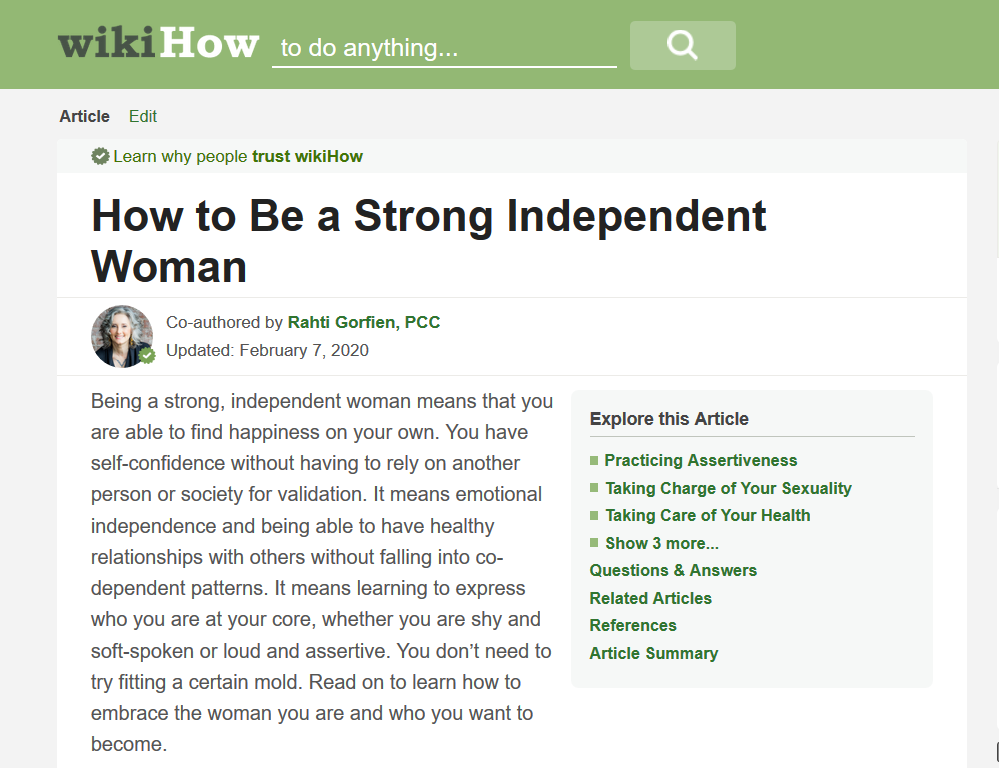 wikiHow to do anything...
Article Edit
Learn why people trust wikiHow
How to Be a Strong Independent
Woman
Co-authored by Rahti Gorfien, PCC
Updated: February 7, 2020
Being a strong, independent woman means that you
are able to find happiness on your own. You have
self-confidence without having to rely on another
person or society for validation. It means emotional
independence and being able to have healthy
relationships with others without falling into co-
dependent patterns. It means learning to express
who you are at your core, whether you are shy and
soft-spoken or loud and assertive. You don’t need to
try fitting a certain mold. Read on to learn how to
embrace the woman you are and who you want to
become.
Explore this Article
Practicing Assertiveness
Taking Charge of Your Sexuality
Taking Care of Your Health
Show 3 more...
Questions & Answers
Related Articles
References
Article Summary